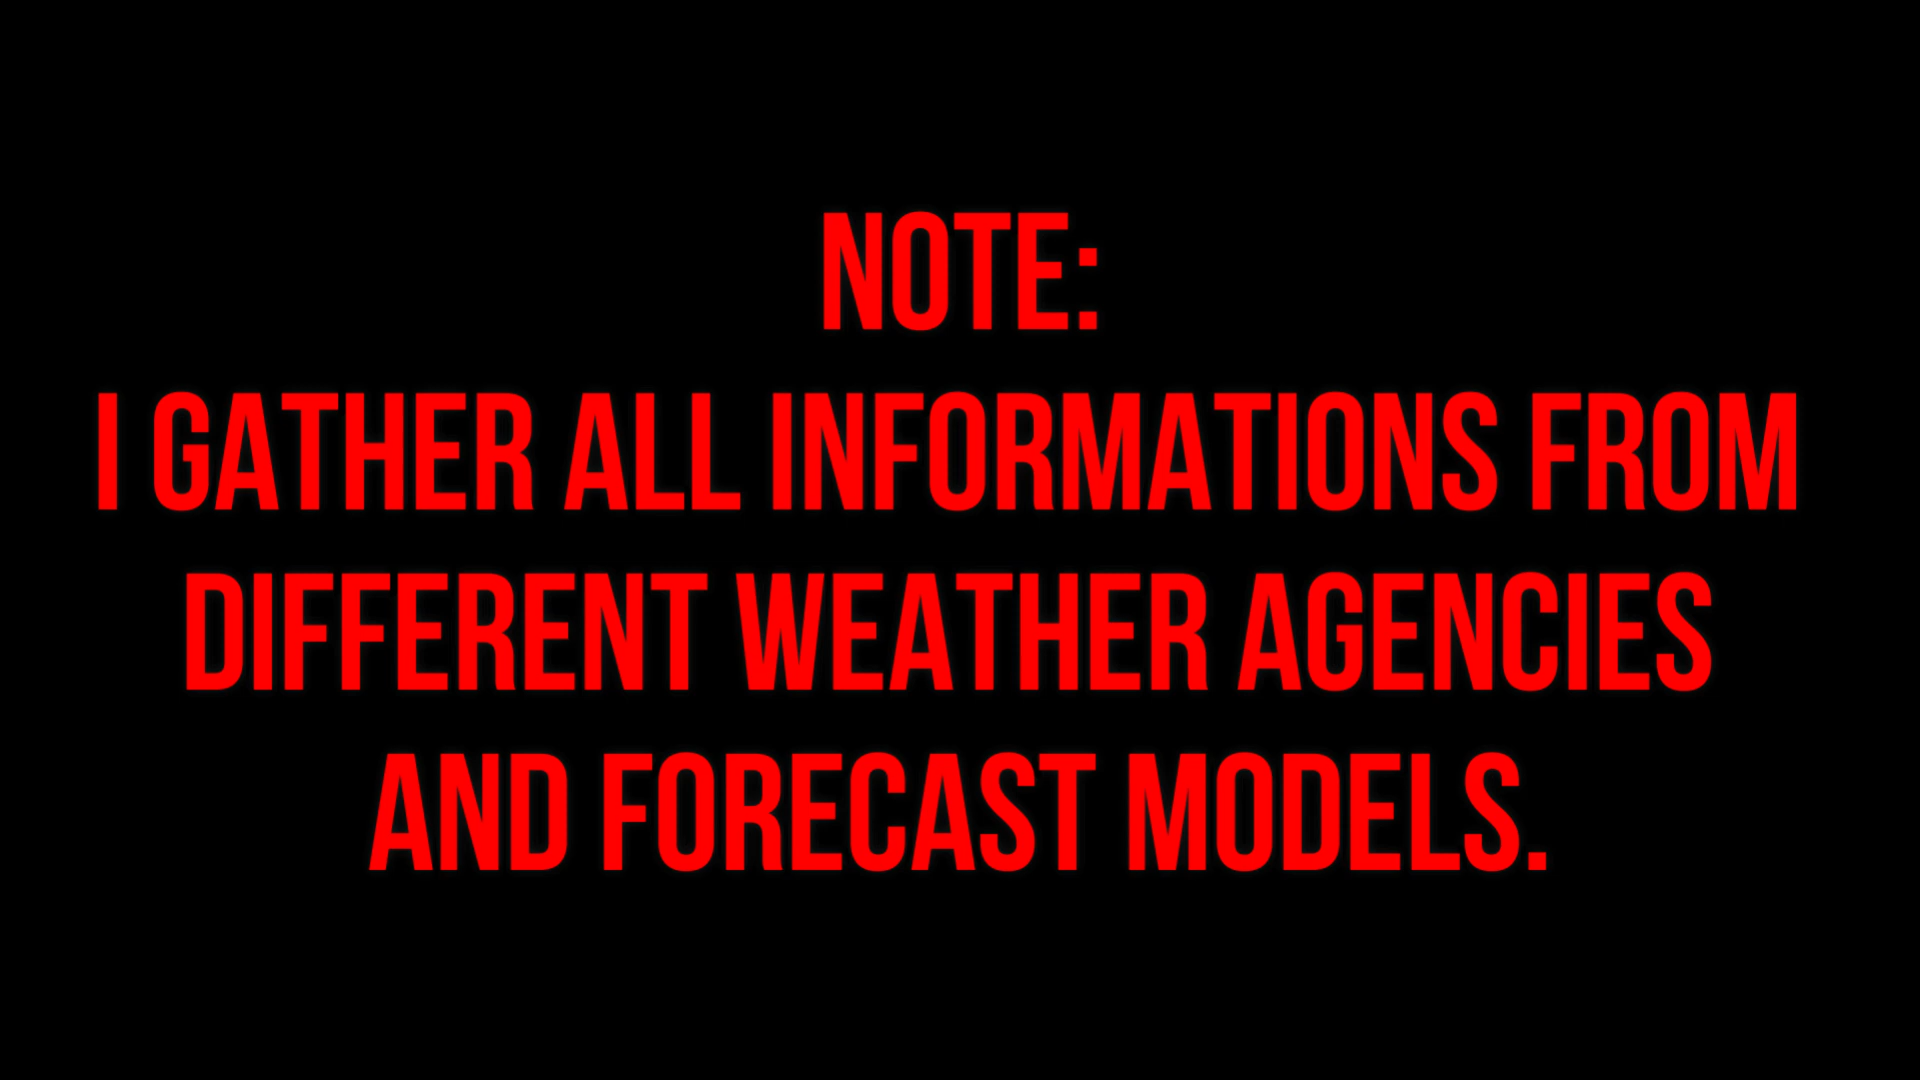 NOTE:
I GATHER ALL INFORMATIONS FROM
DIFFERENT WEATHER AGENCIES
AND FORECAST MODELS.